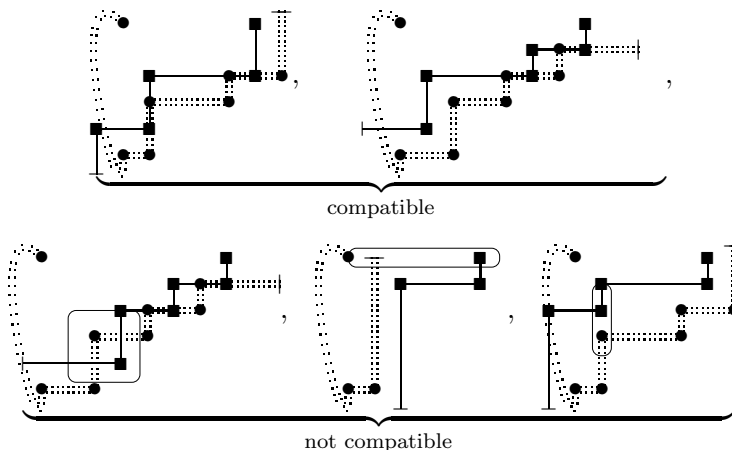 , ,
compatible
, ,
not compatible